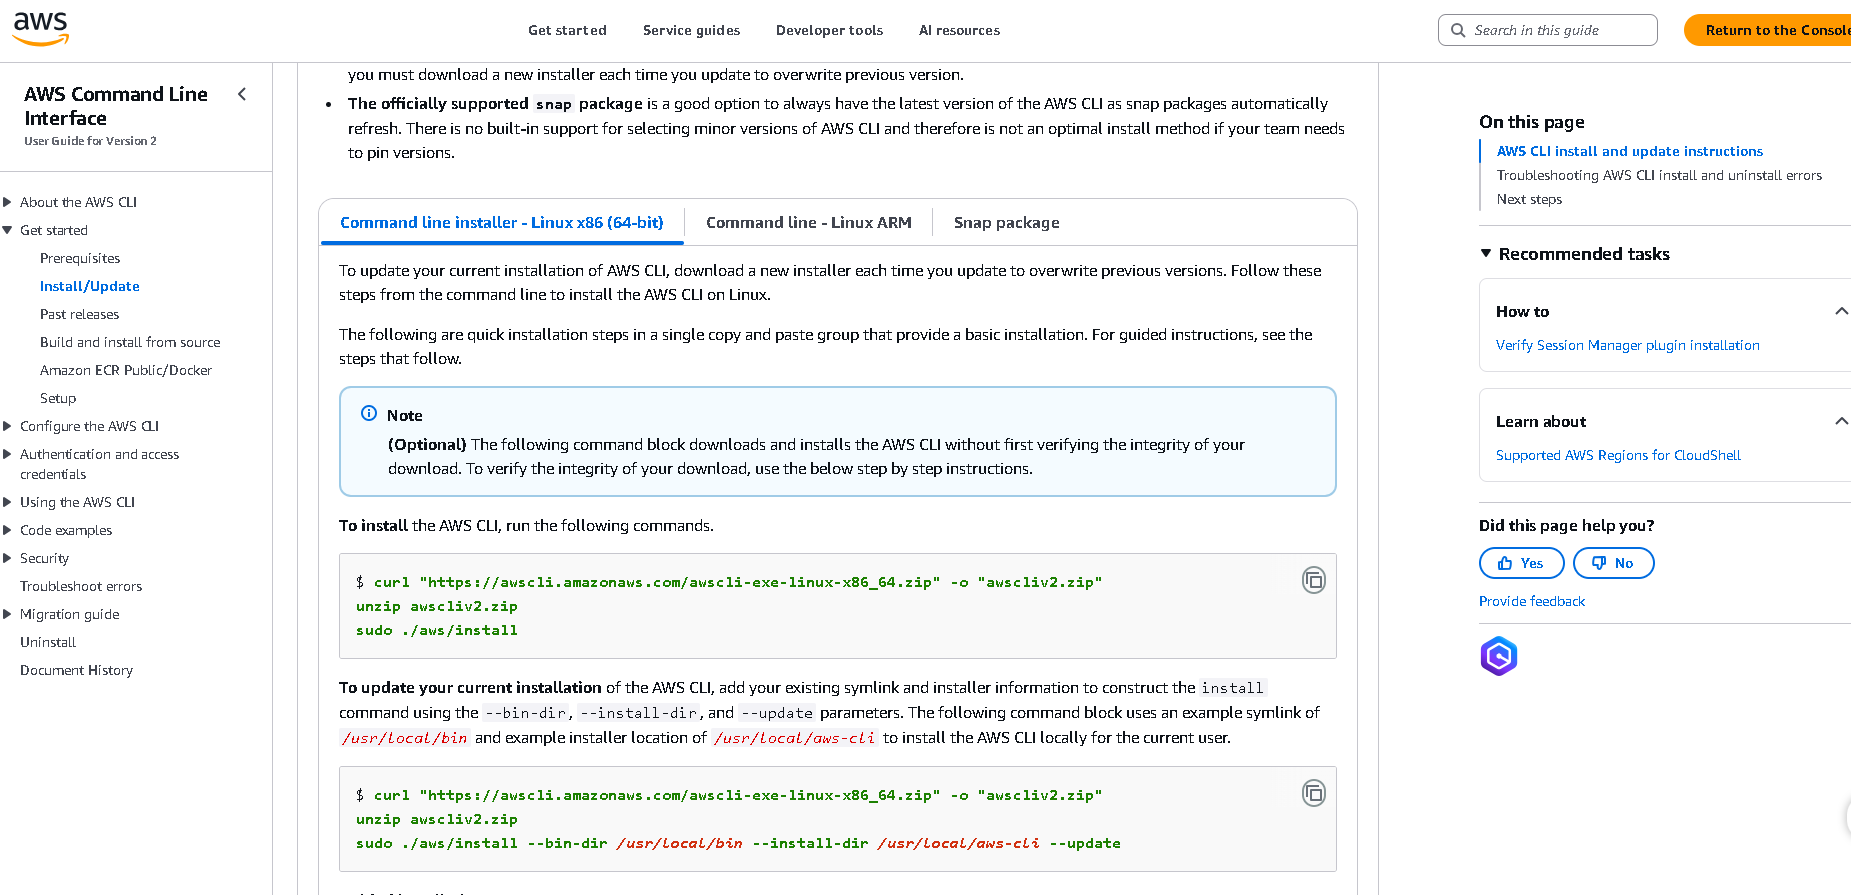 aws
Get started
Service guides
Developer tools
AI resources
Search in this guide
Return to the Console
AWS Command Line
Interface
User Guide for Version 2
About the AWS CLI
Get started
Prerequisites
Install/Update
Past releases
Build and install from source
Amazon ECR Public/Docker
Setup
Configure the AWS CLI
Authentication and access
credentials
Using the AWS CLI
Code examples
Security
Troubleshoot errors
Migration guide
Uninstall
Document History
you must download a new installer each time you update to overwrite previous version.
• The officially supported snap package is a good option to always have the latest version of the AWS CLI as snap packages automatically
refresh. There is no built-in support for selecting minor versions of AWS CLI and therefore is not an optimal install method if your team needs
to pin versions.
Command line installer - Linux x86 (64-bit)
Command line - Linux ARM
Snap package
To update your current installation of AWS CLI, download a new installer each time you update to overwrite previous versions. Follow these
steps from the command line to install the AWS CLI on Linux.
The following are quick installation steps in a single copy and paste group that provide a basic installation. For guided instructions, see the
steps that follow.
Note
(Optional) The following command block downloads and installs the AWS CLI without first verifying the integrity of your
download. To verify the integrity of your download, use the below step by step instructions.
To install the AWS CLI, run the following commands.
$ curl "https://awscli.amazonaws.com/awscli-exe-linux-x86_64.zip" -o "awscliv2.zip"
unzip awscliv2.zip
sudo ./aws/install
To update your current installation of the AWS CLI, add your existing symlink and installer information to construct the install
command using the --bin-dir, --install-dir, and --update parameters. The following command block uses an example symlink of
/usr/local/bin and example installer location of /usr/local/aws-cli to install the AWS CLI locally for the current user.
$ curl "https://awscli.amazonaws.com/awscli-exe-linux-x86_64.zip" -o "awscliv2.zip"
unzip awscliv2.zip
sudo ./aws/install --bin-dir /usr/local/bin --install-dir /usr/local/aws-cli --update
On this page
AWS CLI install and update instructions
Troubleshooting AWS CLI install and uninstall errors
Next steps
Recommended tasks
How to
Verify Session Manager plugin installation
Learn about
Supported AWS Regions for CloudShell
Did this page help you?
Yes
No
Provide feedback